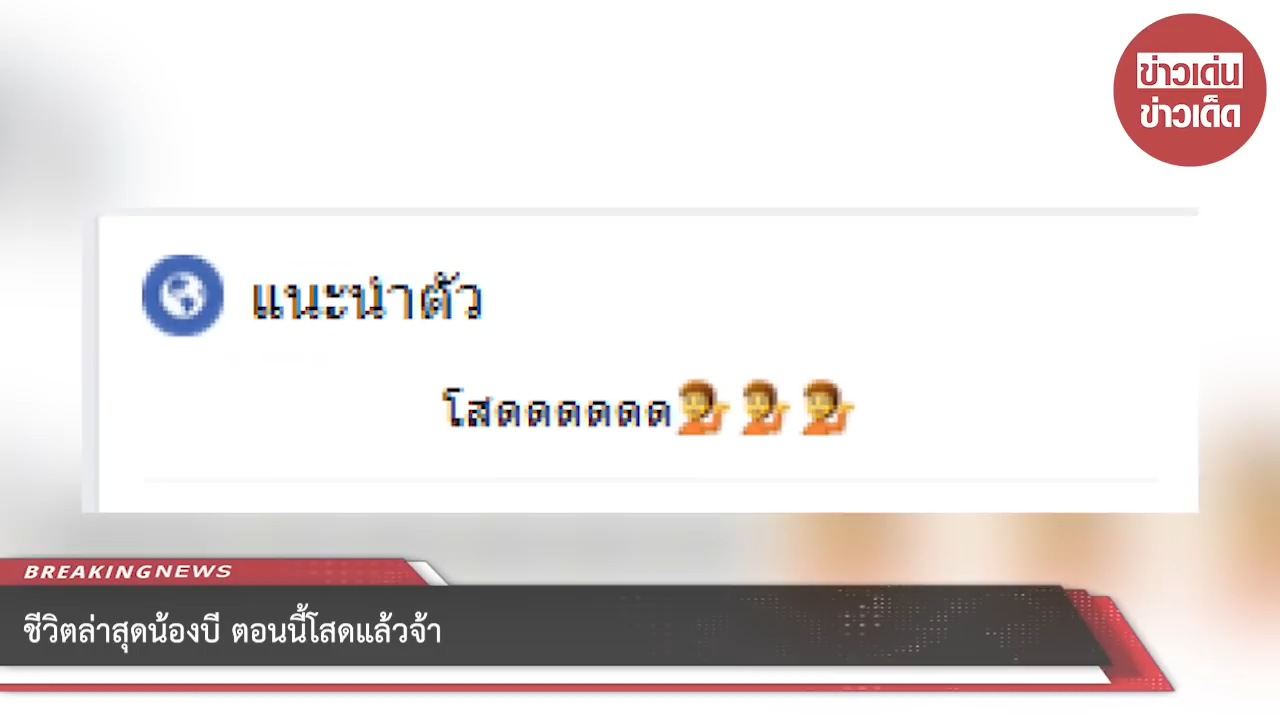 ข่าวเด่น
ข่าวเด็ด
แนะนำตัว
โสดดดดดด💁💁💁
BREAKINGNEWS
ชีวิตล่าสุดน้องบี ตอนนี้โสดแล้วจ้า